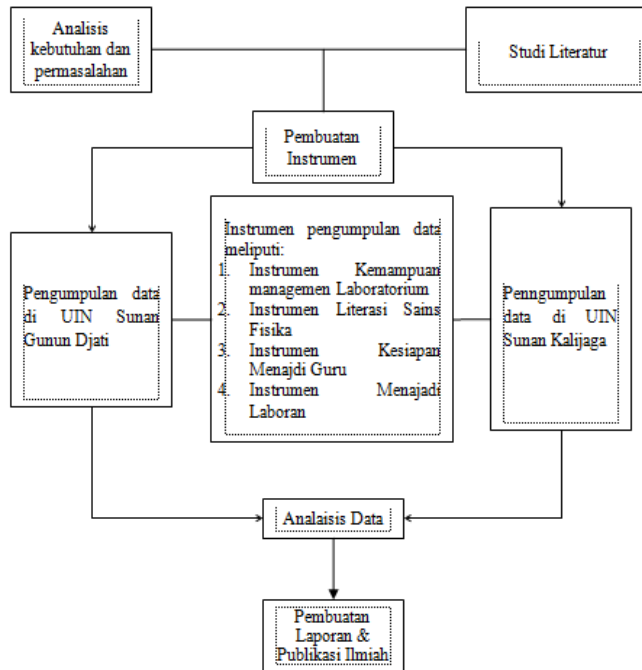 Analisis
kebutuhan dan
permasalahan
Studi Literatur
Pembuatan
Instrumen
Pengumpulan data
di UIN Sunan
Gunun Djati
Instrumen pengumpulan data
meliputi:
1. Instrumen Kemampuan
managemen Laboratorium
2. Instrumen Literasi Sains
Fisika
3. Instrumen Kesiapan
Menajdi Guru
4. Instrumen Menajadi
Laboran
Penngumpulan
data di UIN
Sunan Kalijaga
Analaisis Data
Pembuatan
Laporan &
Publikasi Ilmiah